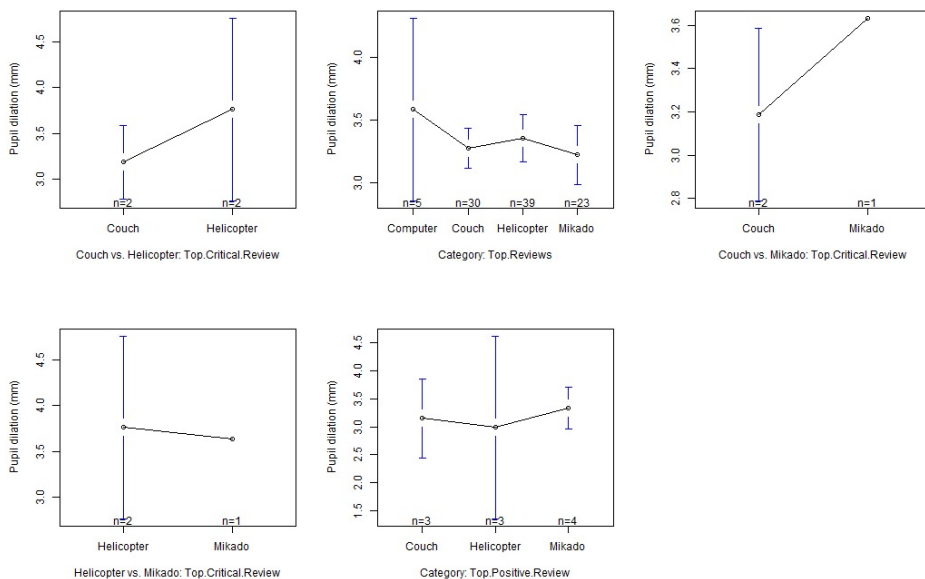 Pupil dilation (mm)
4.5
4.0
3.5
3.0
n=2
n=2
Couch
Helicopter
Couch vs. Helicopter: Top.Critical.Review
Pupil dilation (mm)
4.0
3.5
3.0
n=5
n=30
n=39
n=23
Computer
Couch
Helicopter
Mikado
Category: Top.Reviews
Pupil dilation (mm)
3.6
3.4
3.2
3.0
2.8
n=2
n=1
Couch
Mikado
Couch vs. Mikado: Top.Critical.Review
Pupil dilation (mm)
4.5
4.0
3.5
3.0
n=2
n=1
Helicopter
Mikado
Helicopter vs. Mikado: Top.Critical.Review
Pupil dilation (mm)
4.5
4.0
3.5
3.0
2.5
2.0
1.5
n=3
n=3
n=4
Couch
Helicopter
Mikado
Category: Top.Positive.Review